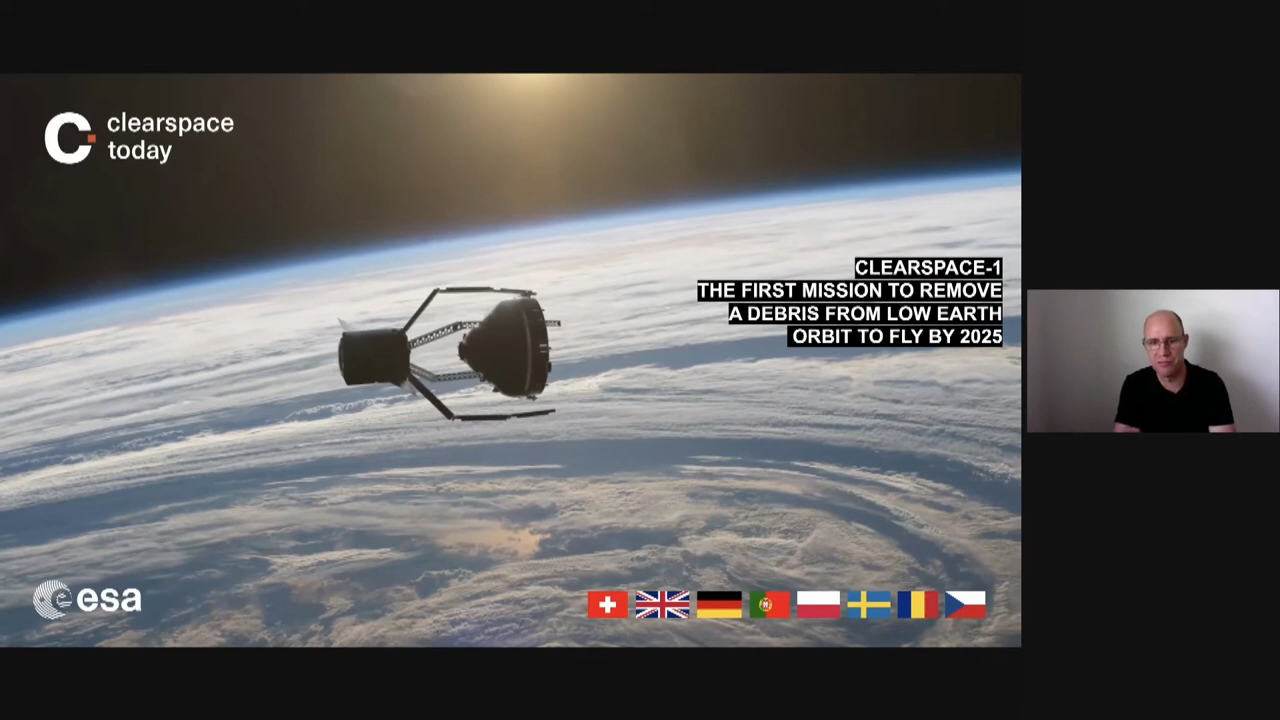 clearspace
today
CLEARSPACE-1
THE FIRST MISSION TO REMOVE
A DEBRIS FROM LOW EARTH
ORBIT TO FLY BY 2025
esa